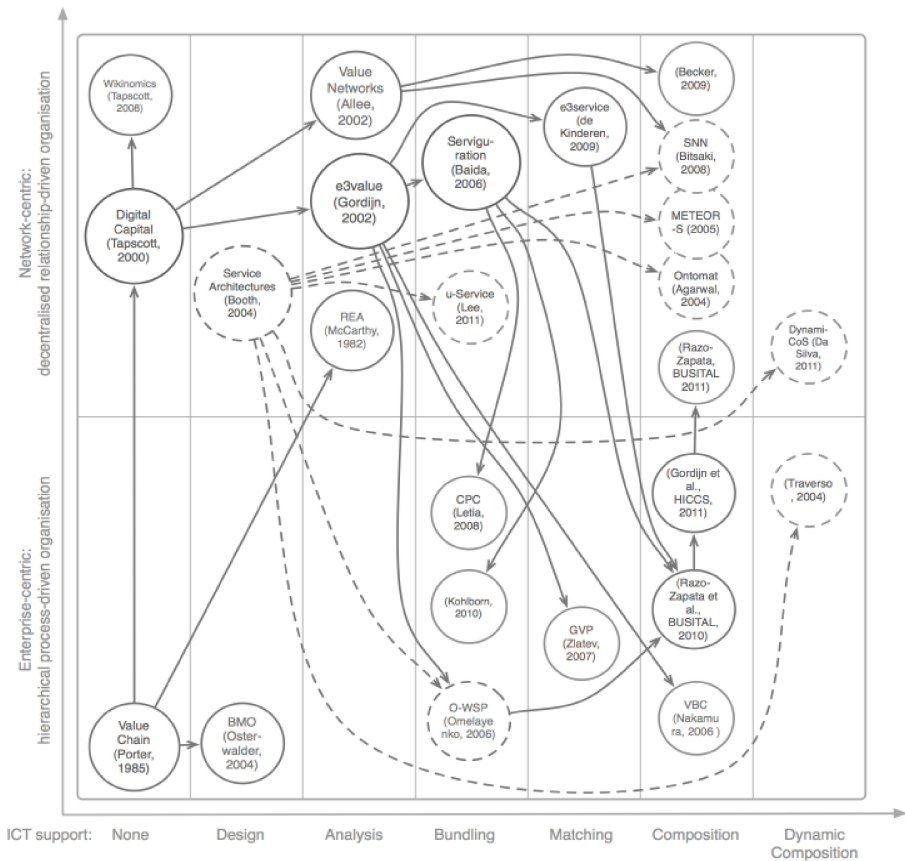 Network-centric:
decentralised relationship-driven organisation
Enterprise-centric:
hierarchical process-driven organisation
Wikinomics
(Tapscott,
2008)
Value
Networks
(Allee,
2002)
(Becker,
2009)
e3service
(de
Kinderen,
2009)
Servigu-
ration
(Baida,
2006)
SNN
(Bitsaki,
2008)
e3value
(Gordijn,
2002)
Digital
Capital
(Tapscott,
2000)
METEOR
-S (2005)
Service
Architectures
(Booth,
2004)
Ontomat
(Agarwal,
2004)
u-Service
(Lee,
2011)
REA
(McCarthy,
1982)
Dynami-
CoS (Da
Silva,
2011)
(Razo-
Zapata,
BUSITAL
2011)
CPC
(Letia,
2008)
(Gordijn et
al.,
HICCS,
2011)
(Traverso
, 2004)
(Kohlborn,
2010)
(Razo-
Zapata et al.,
BUSITAL,
2010)
GVP
(Zlatev,
2007)
O-WSP
(Omelaye
nko, 2006)
VBC
(Nakamu
ra, 2006 )
Value
Chain
(Porter,
1985)
BMO
(Oster-
walder,
2004)
ICT support: None Design Analysis Bundling Matching Composition Dynamic
Composition